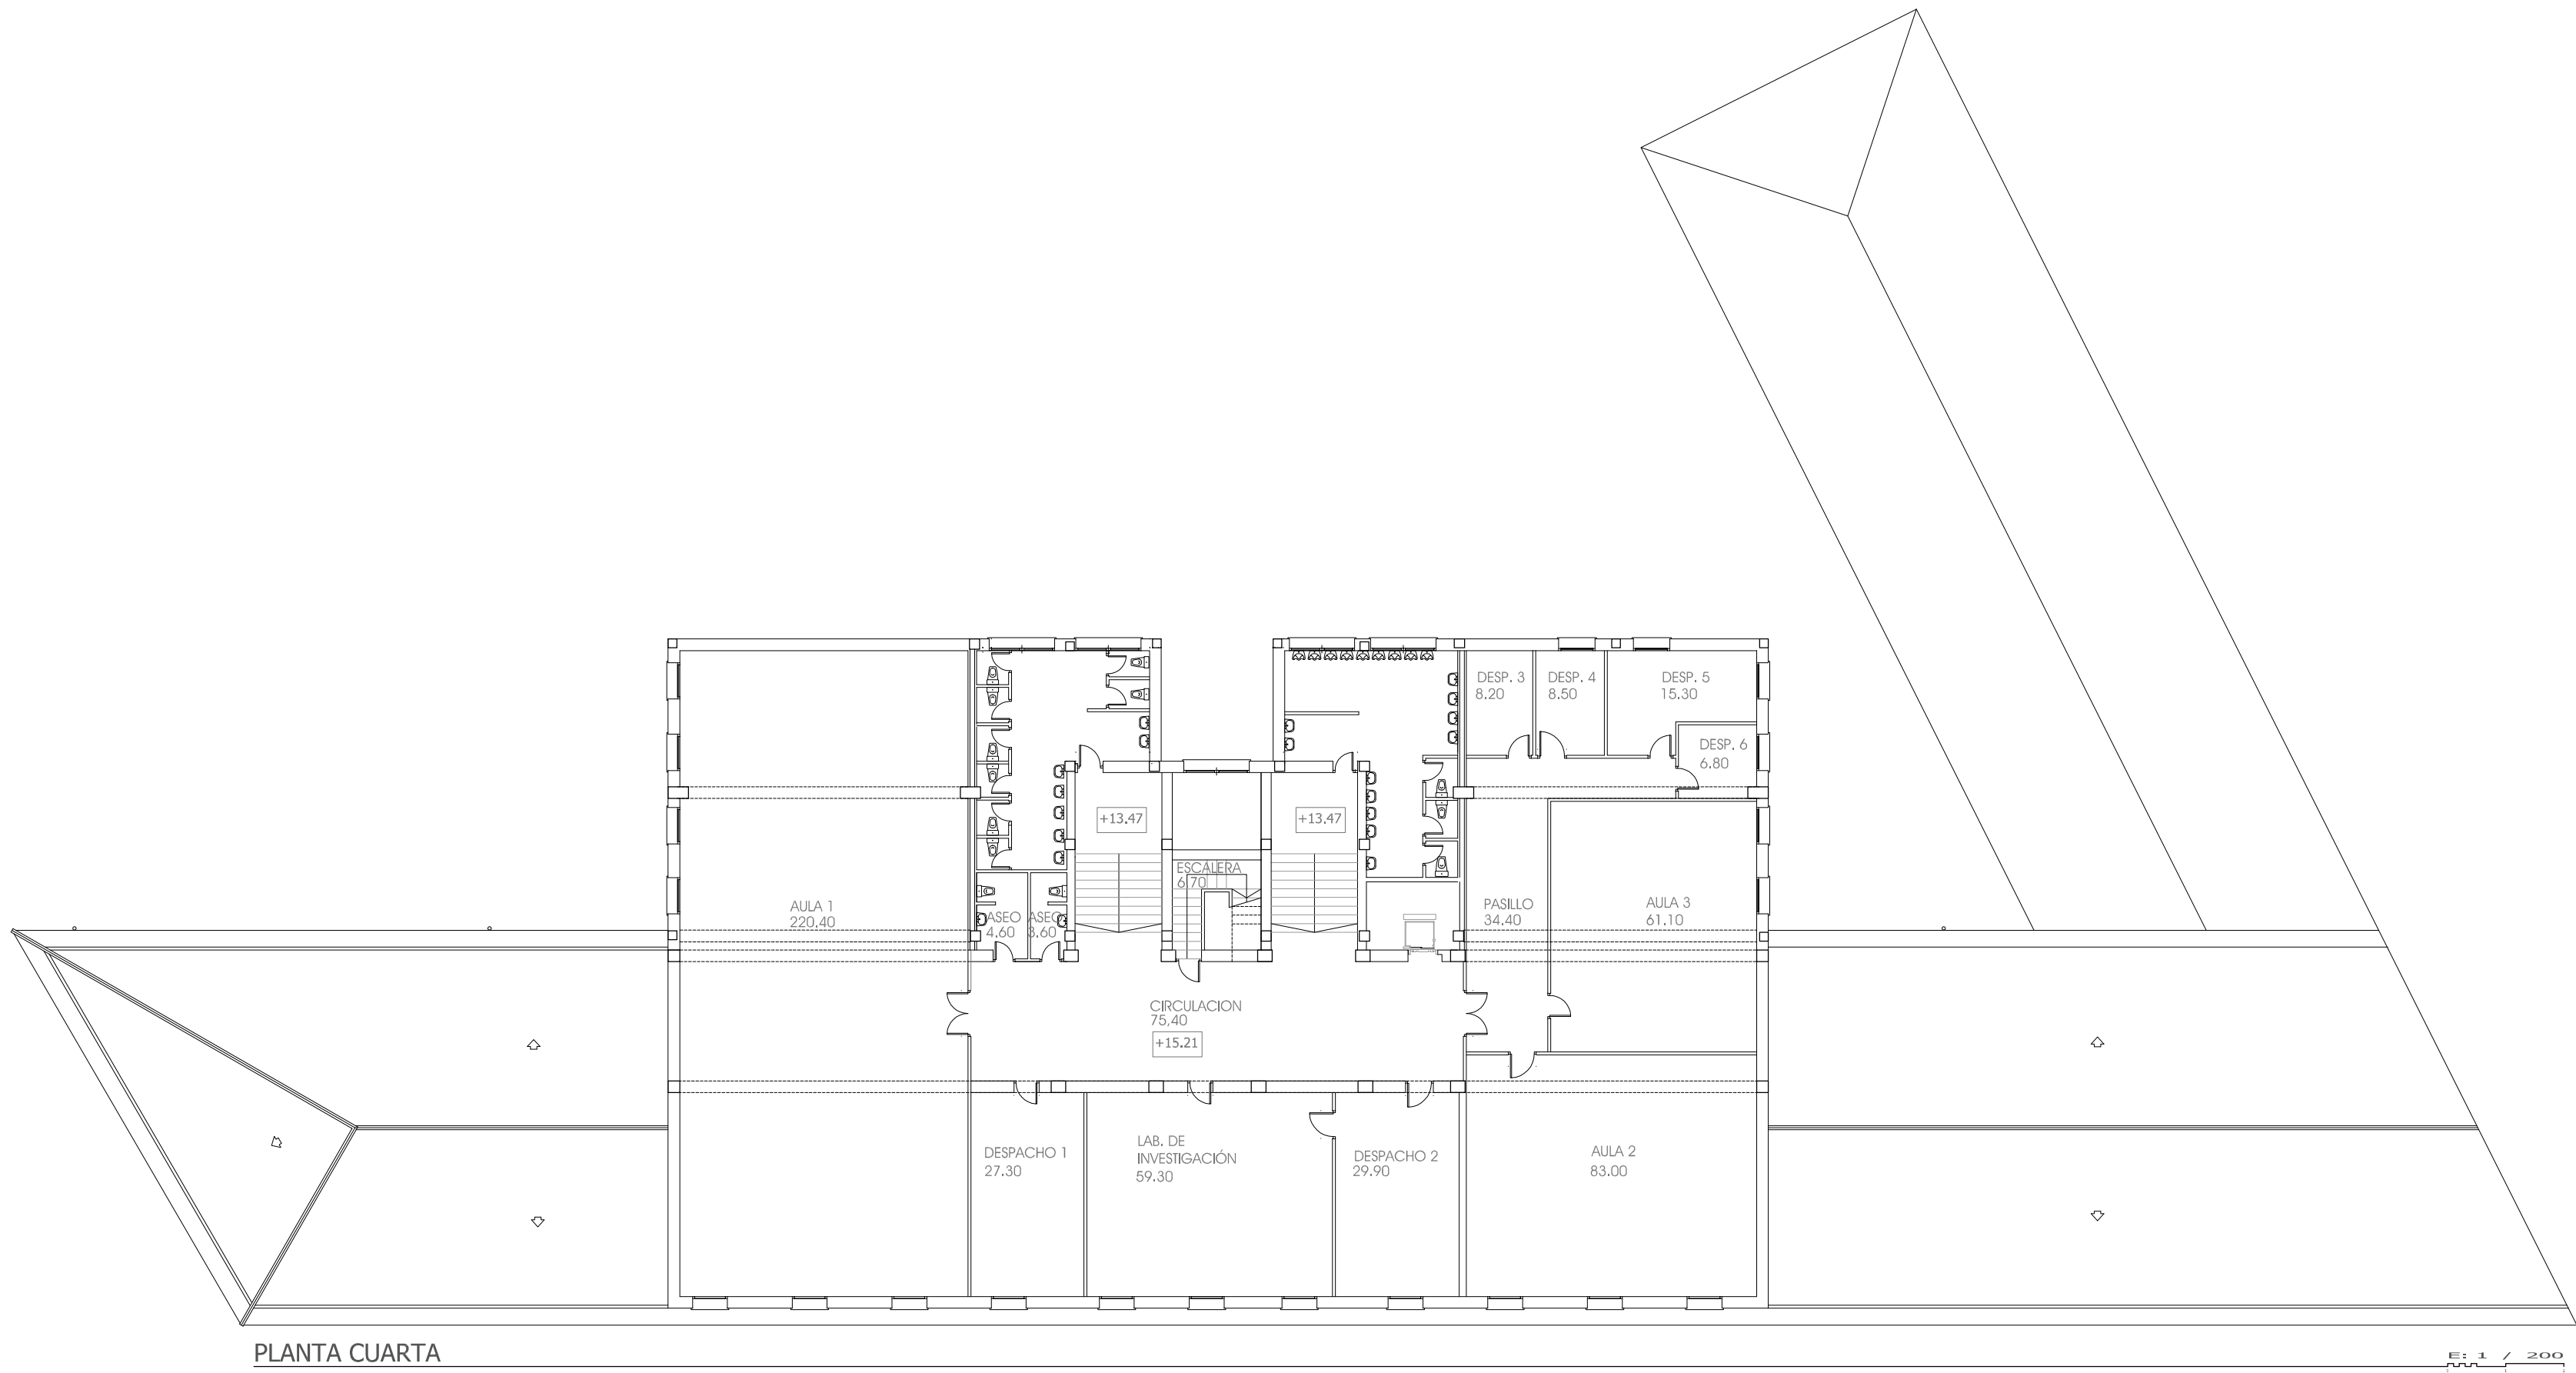 DESP. 3
8.20
DESP. 4
8.50
DESP. 5
15.30
DESP. 6
6.80
+13.47
+13.47
ESCALERA
6.70
AULA 1
220.40
ASEO
4.60
ASEO
3.60
PASILLO
34.40
AULA 3
61.10
CIRCULACION
75,40
+15.21
DESPACHO 1
27.30
LAB. DE
INVESTIGACIÓN
59.30
DESPACHO 2
29.90
AULA 2
83.00
PLANTA CUARTA
E: 1 / 200